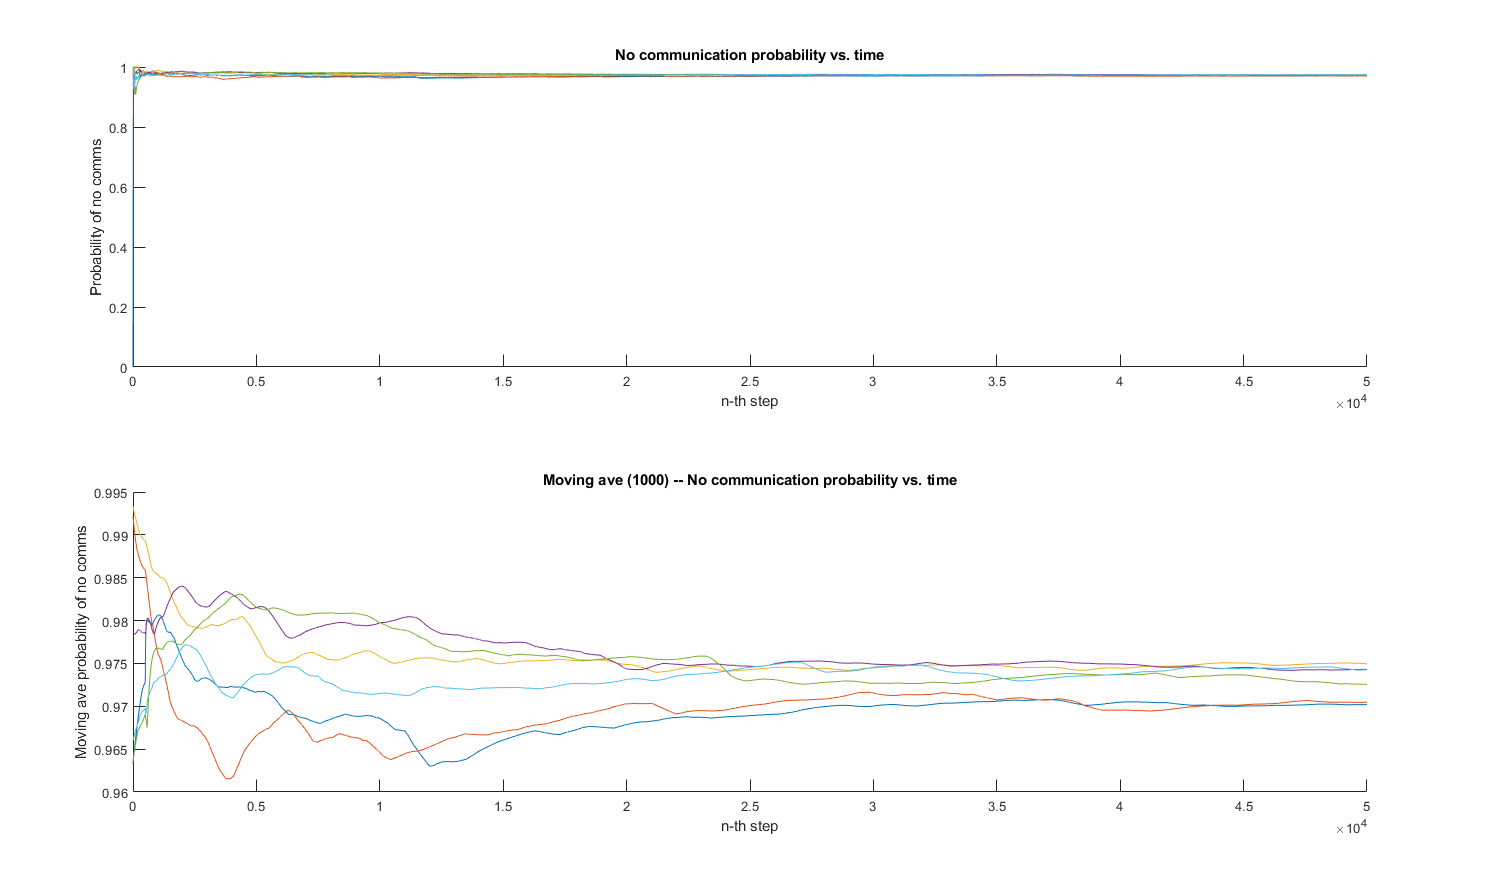 No communication probability vs. time
1
0.8
0.6
0.4
0.2
0
Probability of no comms
0 0.5 1 1.5 2 2.5 3 3.5 4 4.5 5
n-th step
×10^4
Moving ave (1000) -- No communication probability vs. time
0.995
0.99
0.985
0.98
0.975
0.97
0.965
0.96
Moving ave probability of no comms
0 0.5 1 1.5 2 2.5 3 3.5 4 4.5 5
n-th step
×10^4